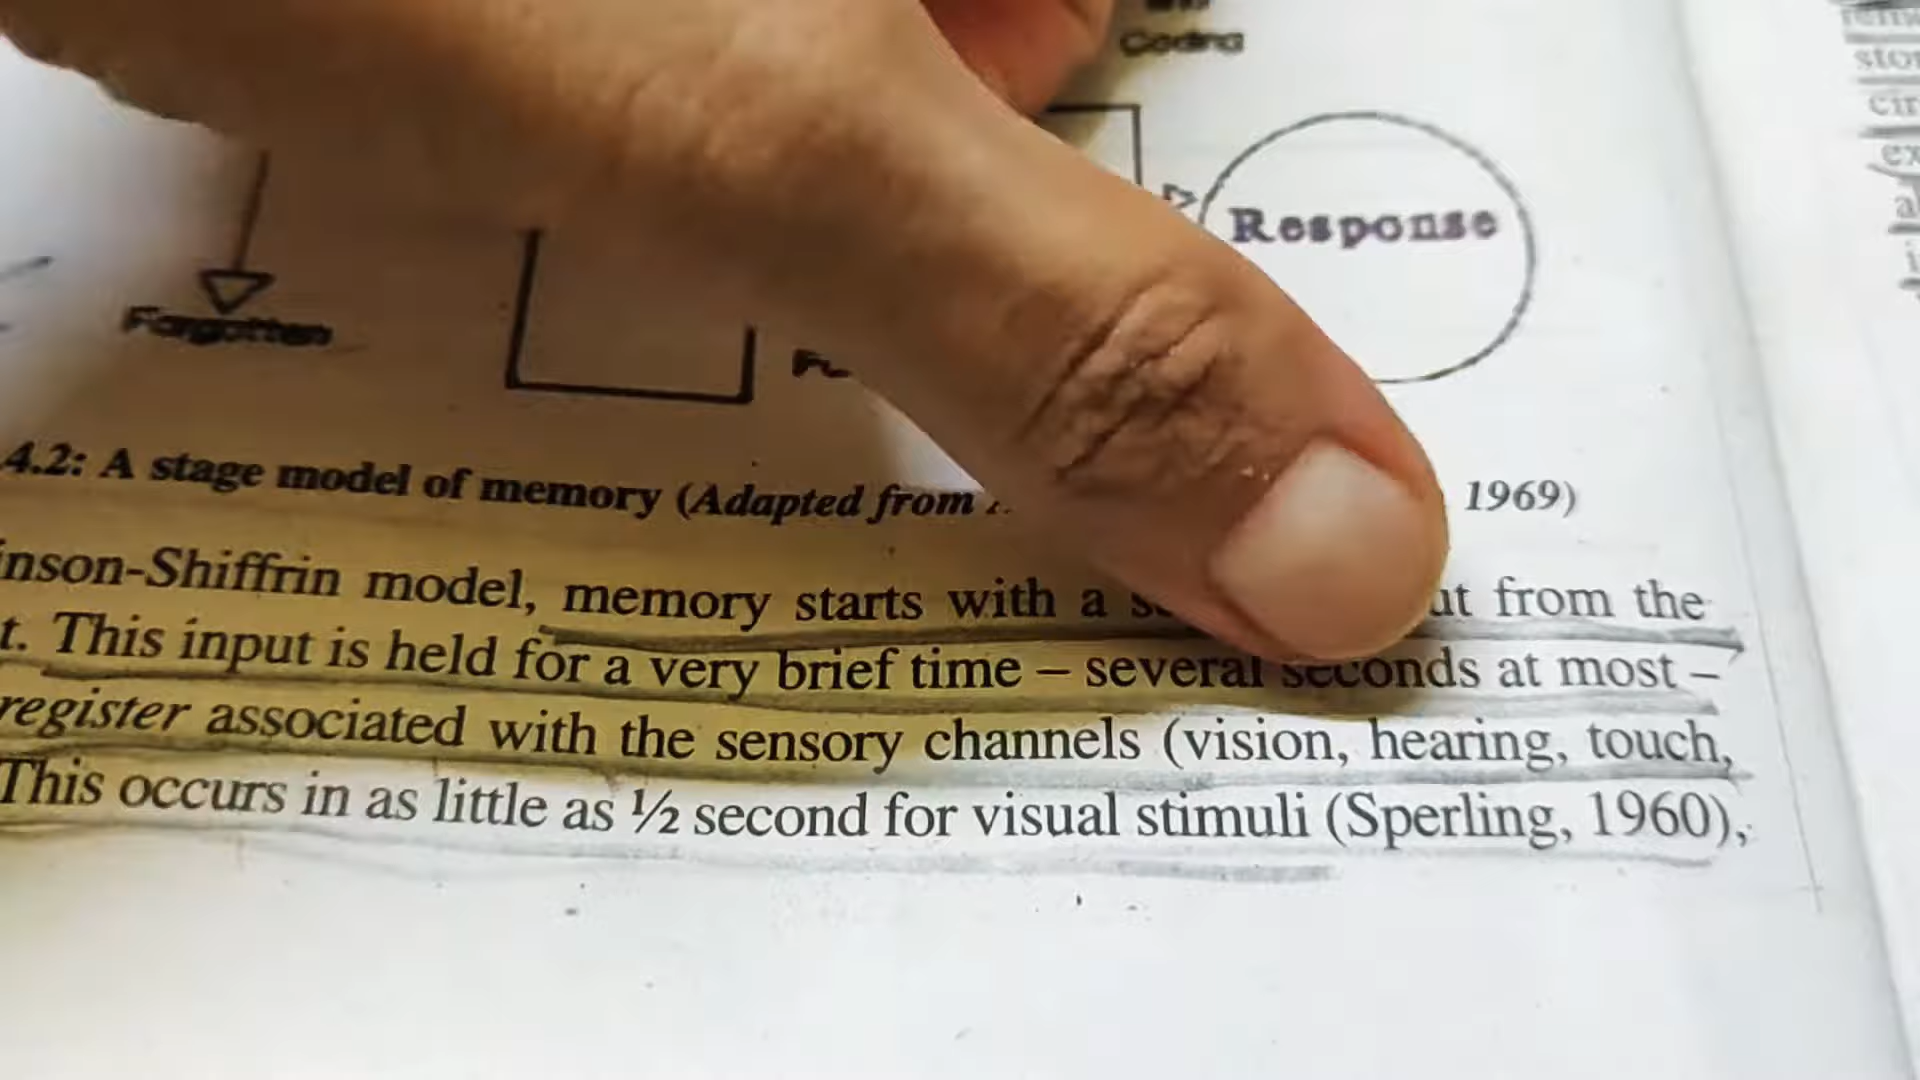 Coding
Response
Forgotten
4.2: A stage model of memory (Adapted from 1969)
inson-Shiffrin model, memory starts with a ut from the
t. This input is held for a very brief time – several seconds at most –
register associated with the sensory channels (vision, hearing, touch,
This occurs in as little as ½ second for visual stimuli (Sperling, 1960),